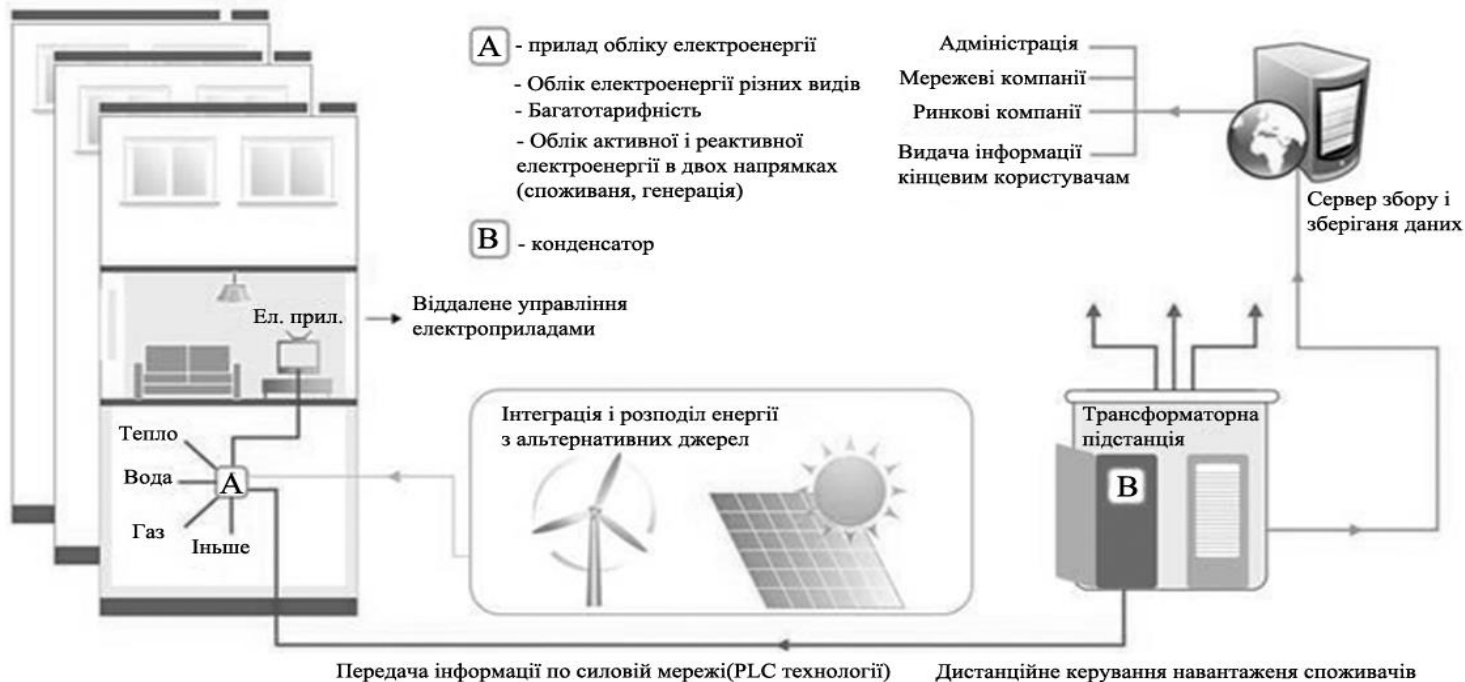 A - прилад обліку електроенергії
- Облік електроенергії різних видів
- Багатотарифність
- Облік активної і реактивної
електроенергії в двух напрямках
(споживаня, генерація)
B - конденсатор
Адміністрація
Мережеві компанії
Ринкові компанії
Видача інформації
кінцевим користувачам
Сервер збору і
зберіганя даних
Ел. прил.
Віддалене управління
електроприладами
Тепло
Вода
Газ
Іньше
A
Інтеграція і розподіл енергії
з альтернативних джерел
Трансформаторна
підстанція
B
Передача інформації по силовій мережі(PLC технології)
Дистанційне керування навантаженя споживачів